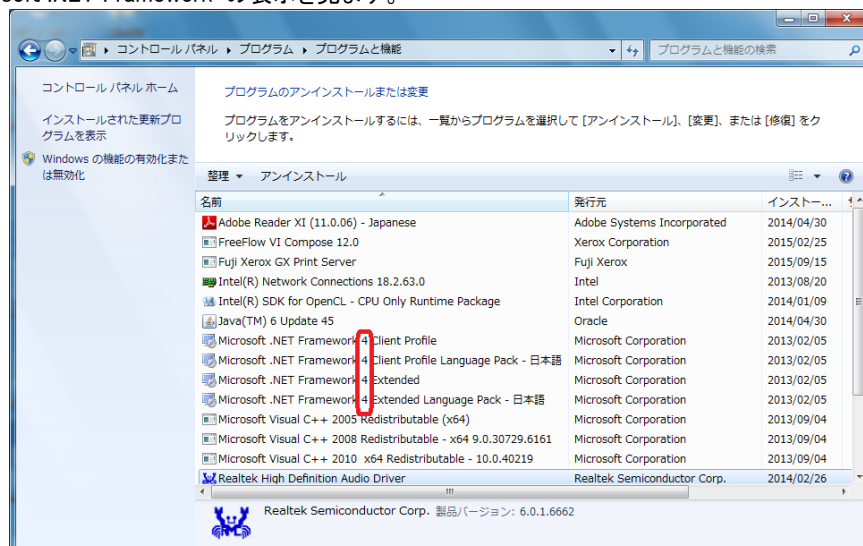 soft .NET Framework の表示を見ます。
コントロール パネル ▸ プログラム ▸ プログラムと機能
プログラムと機能の検索
コントロール パネル ホーム
インストールされた更新プロ
グラムを表示
Windows の機能の有効化また
は無効化
プログラムのアンインストールまたは変更
プログラムをアンインストールするには、一覧からプログラムを選択して [アンインストール]、[変更]、または [修復] をク
リックします。
整理 ▼ アンインストール
名前 発行元 インストー...
Adobe Reader XI (11.0.06) - Japanese Adobe Systems Incorporated 2014/04/30
FreeFlow VI Compose 12.0 Xerox Corporation 2015/02/25
Fuji Xerox GX Print Server Fuji Xerox 2015/09/15
Intel(R) Network Connections 18.2.63.0 Intel 2013/08/20
Intel(R) SDK for OpenCL - CPU Only Runtime Package Intel Corporation 2014/01/09
Java(TM) 6 Update 45 Oracle 2014/04/30
Microsoft .NET Framework 4 Client Profile Microsoft Corporation 2013/02/05
Microsoft .NET Framework 4 Client Profile Language Pack - 日本語 Microsoft Corporation 2013/02/05
Microsoft .NET Framework 4 Extended Microsoft Corporation 2013/02/05
Microsoft .NET Framework 4 Extended Language Pack - 日本語 Microsoft Corporation 2013/02/05
Microsoft Visual C++ 2005 Redistributable (x64) Microsoft Corporation 2013/09/04
Microsoft Visual C++ 2008 Redistributable - x64 9.0.30729.6161 Microsoft Corporation 2013/09/04
Microsoft Visual C++ 2010 x64 Redistributable - 10.0.40219 Microsoft Corporation 2013/09/04
Realtek High Definition Audio Driver Realtek Semiconductor Corp. 2014/02/26
Realtek Semiconductor Corp. 製品バージョン: 6.0.1.6662